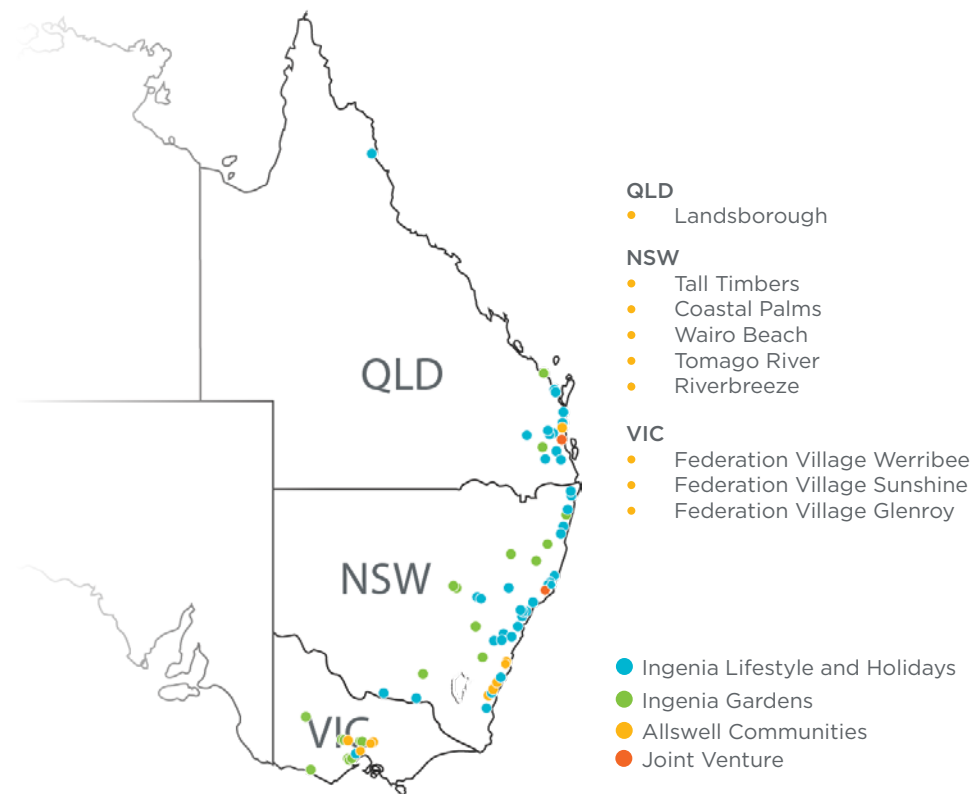 QLD
NSW
VIC
QLD
• Landsborough
NSW
• Tall Timbers
• Coastal Palms
• Wairo Beach
• Tomago River
• Riverbreeze
VIC
• Federation Village Werribee
• Federation Village Sunshine
• Federation Village Glenroy
Ingenia Lifestyle and Holidays
Ingenia Gardens
Allswell Communities
Joint Venture